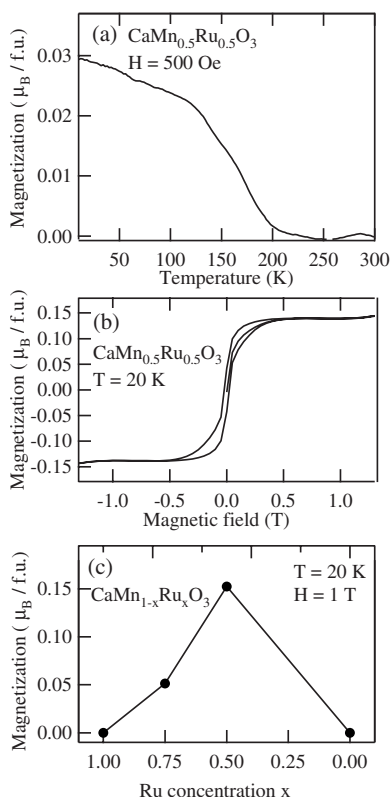 (a) CaMn0.5Ru0.5O3
H = 500 Oe
Magnetization ( μB / f.u.)
0.03
0.02
0.01
0.00
50 100 150 200 250 300
Temperature (K)
(b)
CaMn0.5Ru0.5O3
T = 20 K
Magnetization ( μB / f.u.)
0.15
0.10
0.05
0.00
-0.05
-0.10
-0.15
-1.0 -0.5 0.0 0.5 1.0
Magnetic field (T)
(c) T = 20 K
CaMn1-xRuxO3 H = 1 T
Magnetization ( μB / f.u.)
0.15
0.10
0.05
0.00
1.00 0.75 0.50 0.25 0.00
Ru concentration x